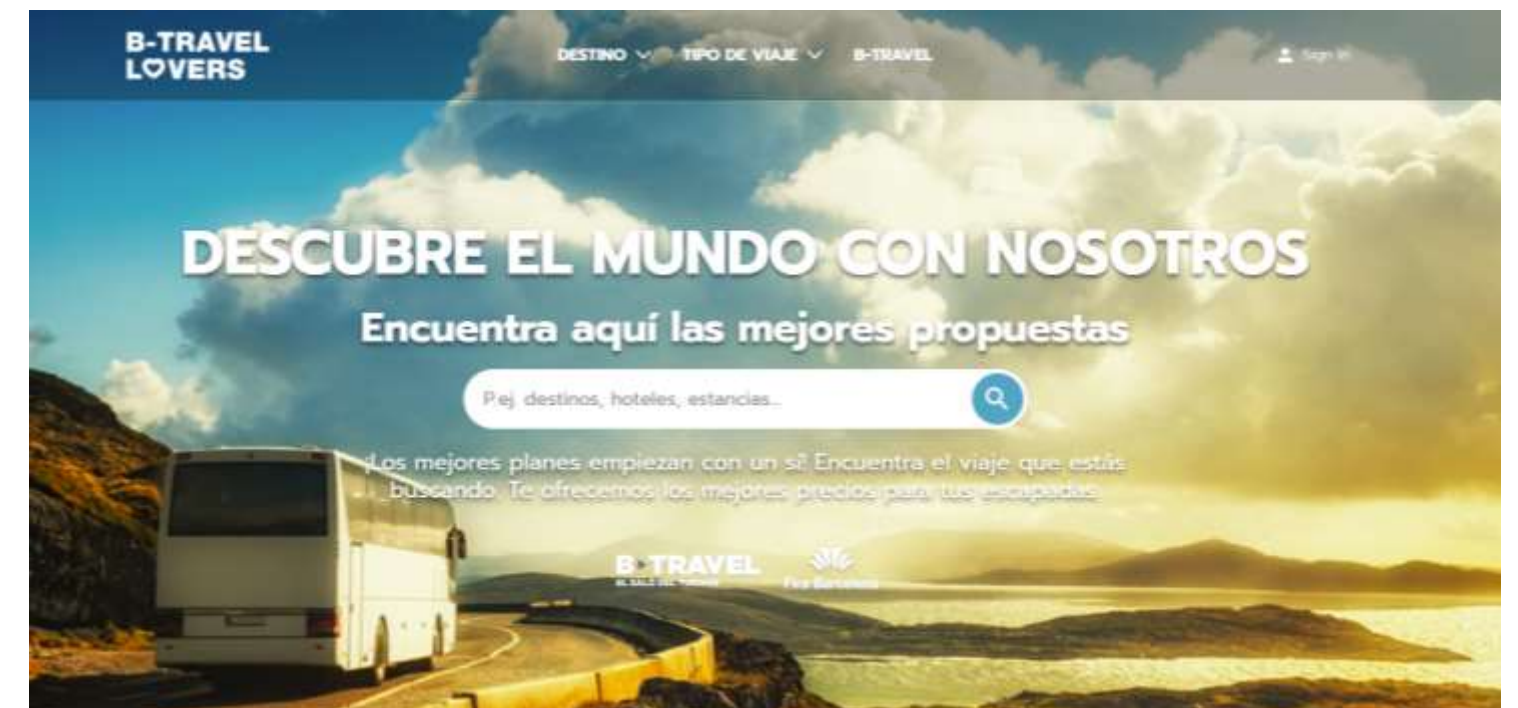 B-TRAVEL
LOVERS
DESTINO
TIPO DE VIAJE
B-TRAVEL
Sign in
DESCUBRE EL MUNDO CON NOSOTROS
Encuentra aquí las mejores propuestas
P.ej. destinos, hoteles, estancias...
¡Los mejores planes empiezan con un sí! Encuentra el viaje que estás
buscando. Te ofrecemos los mejores precios para tus escapadas.
B-TRAVEL
Fira Barcelona